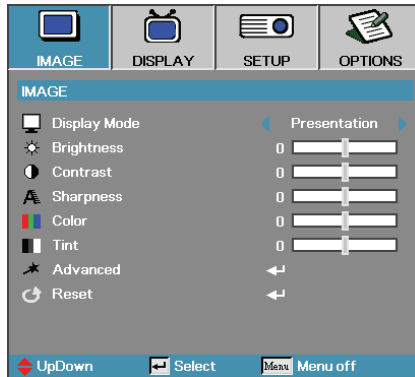 IMAGE DISPLAY SETUP OPTIONS
IMAGE
Display Mode Presentation
Brightness 0
Contrast 0
Sharpness 0
Color 0
Tint 0
Advanced
Reset
UpDown Select Menu Menu off